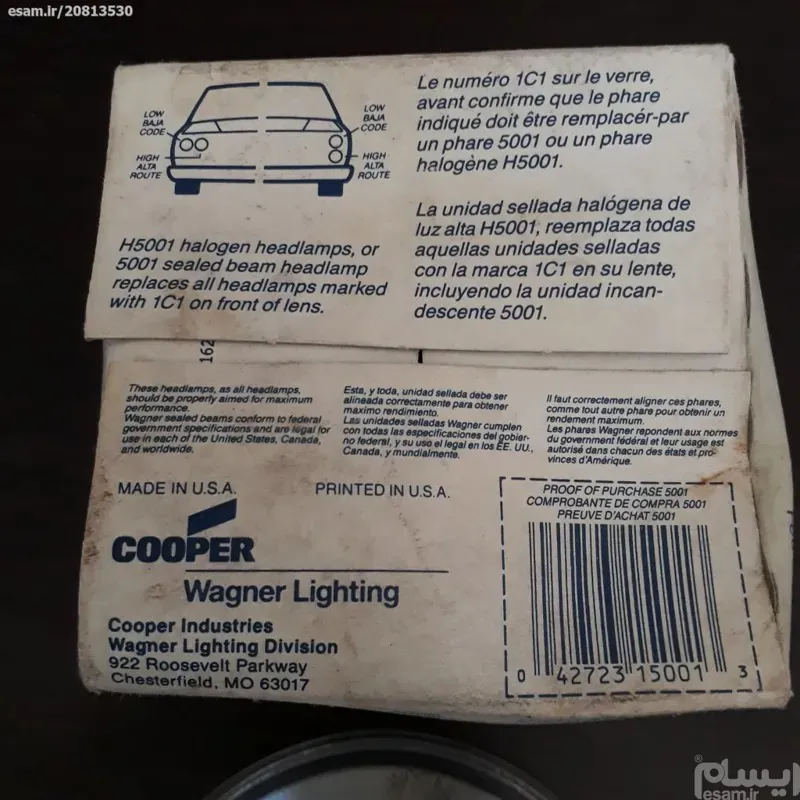 esam.ir/20813530
LOW
BAJA
CODE
HIGH
ALTA
ROUTE
LOW
BAJA
CODE
HIGH
ALTA
ROUTE
H5001 halogen headlamps, or
5001 sealed beam headlamp
replaces all headlamps marked
with 1C1 on front of lens.
Le numéro 1C1 sur le verre,
avant confirme que le phare
indiqué doit être remplacér-par
un phare 5001 ou un phare
halogène H5001.
La unidad sellada halógena de
luz alta H5001, reemplaza todas
aquellas unidades selladas
con la marca 1C1 en su lente,
incluyendo la unidad incan-
descente 5001.
162
These headlamps, as all headlamps,
should be properly aimed for maximum
performance.
Wagner sealed beams conform to federal
government specifications and are legal for
use in each of the United States, Canada,
and worldwide.
Esta, y toda, unidad sellada debe ser
alineada correctamente para obtener
maximo rendimiento.
Las unidades selladas Wagner cumplen
con todas las especificaciones del gobier-
no federal, y su uso el legal en los EE. UU.,
Canada, y mundialmente.
Il faut correctement aligner ces phares,
comme tout autre phare pour obtenir un
rendement maximum.
Les phares Wagner repondent aux normes
du government féderal et leur usage est
autorisé dans chacun des états et pro-
vinces d'Amérique.
MADE IN U.S.A.
PRINTED IN U.S.A.
COOPER
Wagner Lighting
Cooper Industries
Wagner Lighting Division
922 Roosevelt Parkway
Chesterfield, MO 63017
PROOF OF PURCHASE 5001
COMPROBANTE DE COMPRA 5001
PREUVE D'ACHAT 5001
0 42723 15001 3
ایسام®
esam.ir